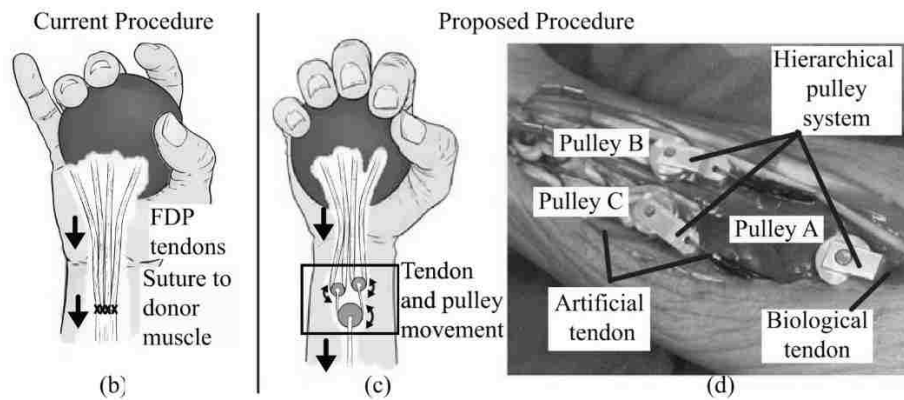 Current Procedure
Proposed Procedure
FDP
tendons
Suture to
donor
muscle
XXXX
(b)
Tendon
and pulley
movement
(c)
Hierarchical
pulley
system
Pulley B
Pulley C
Pulley A
Artificial
tendon
Biological
tendon
(d)